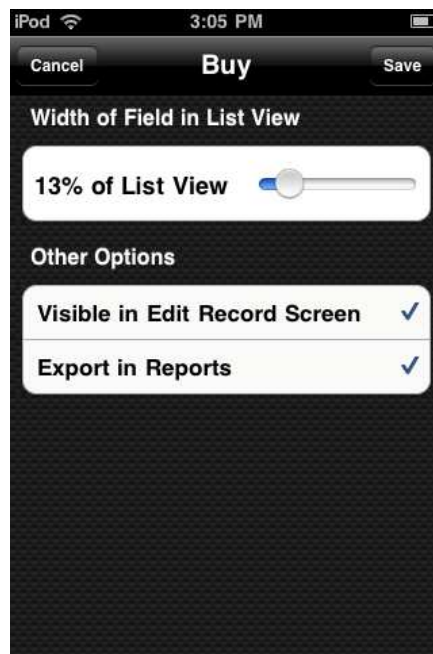 iPod 3:05 PM
Cancel Buy Save
Width of Field in List View
13% of List View
Other Options
Visible in Edit Record Screen
Export in Reports